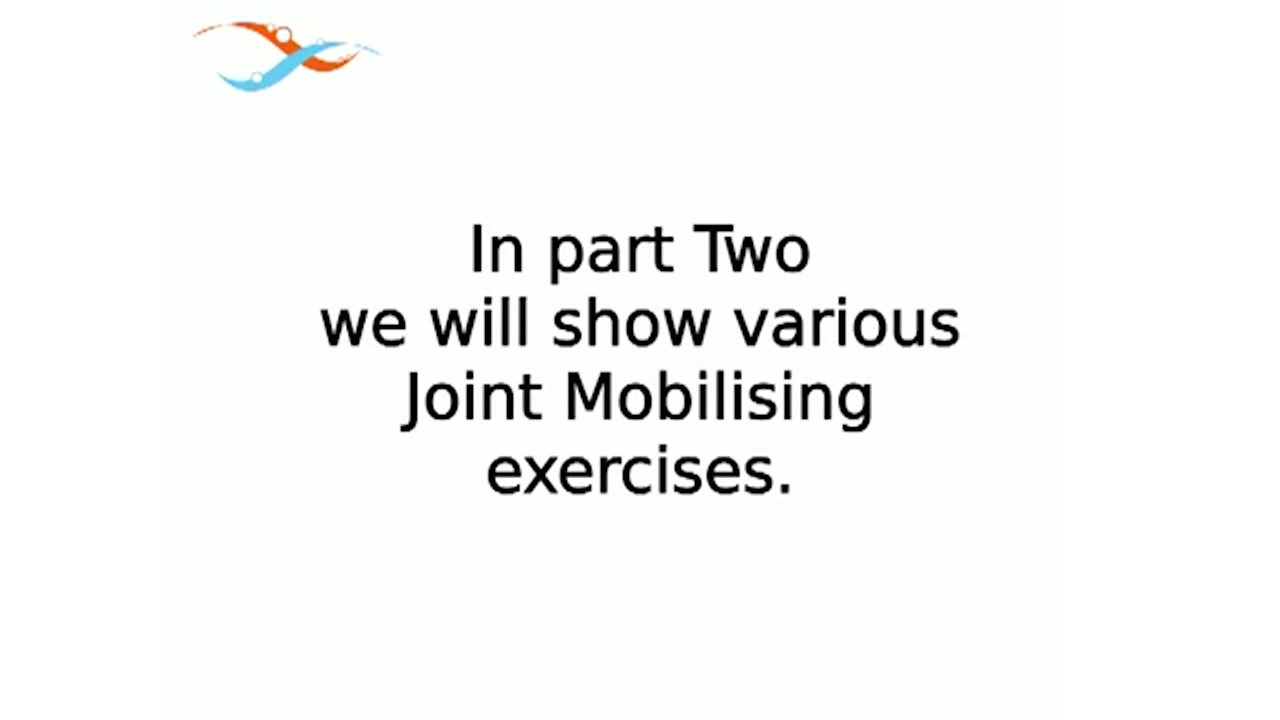 In part Two
we will show various
Joint Mobilising
exercises.